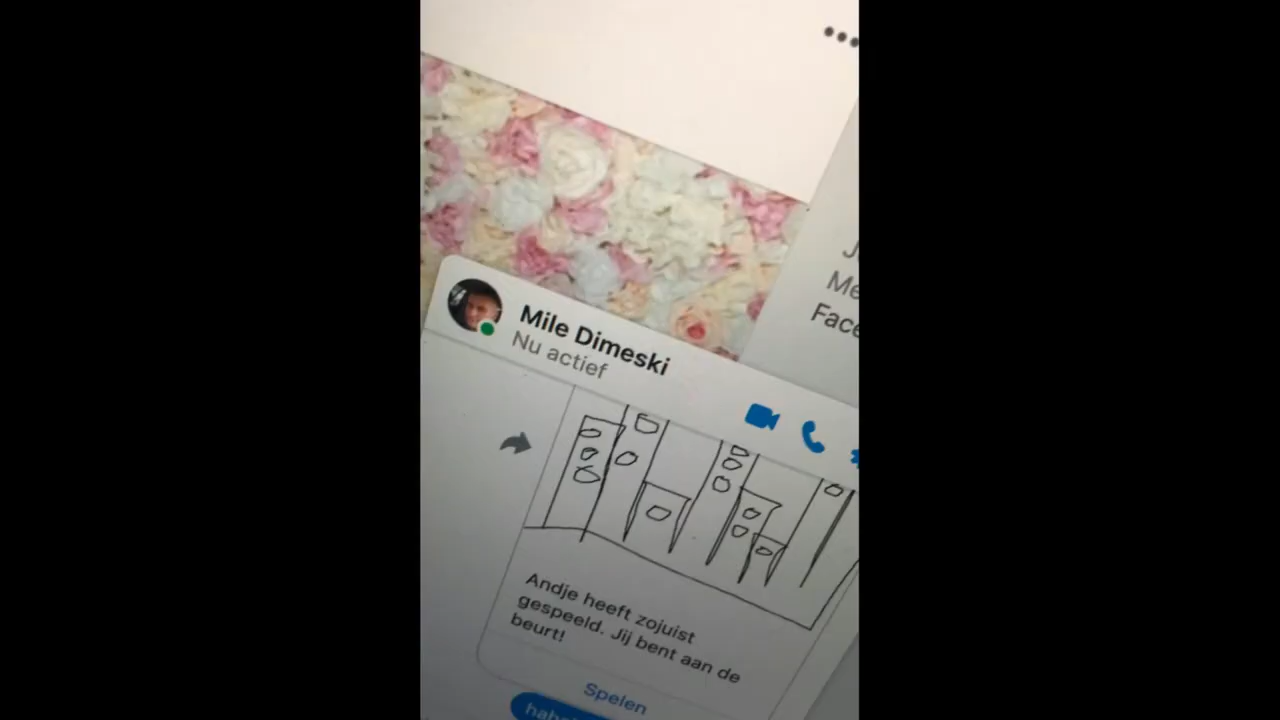 Mile Dimeski
Nu actief
Andje heeft zojuist
gespeeld. Jij bent aan de
beurt!
Spelen